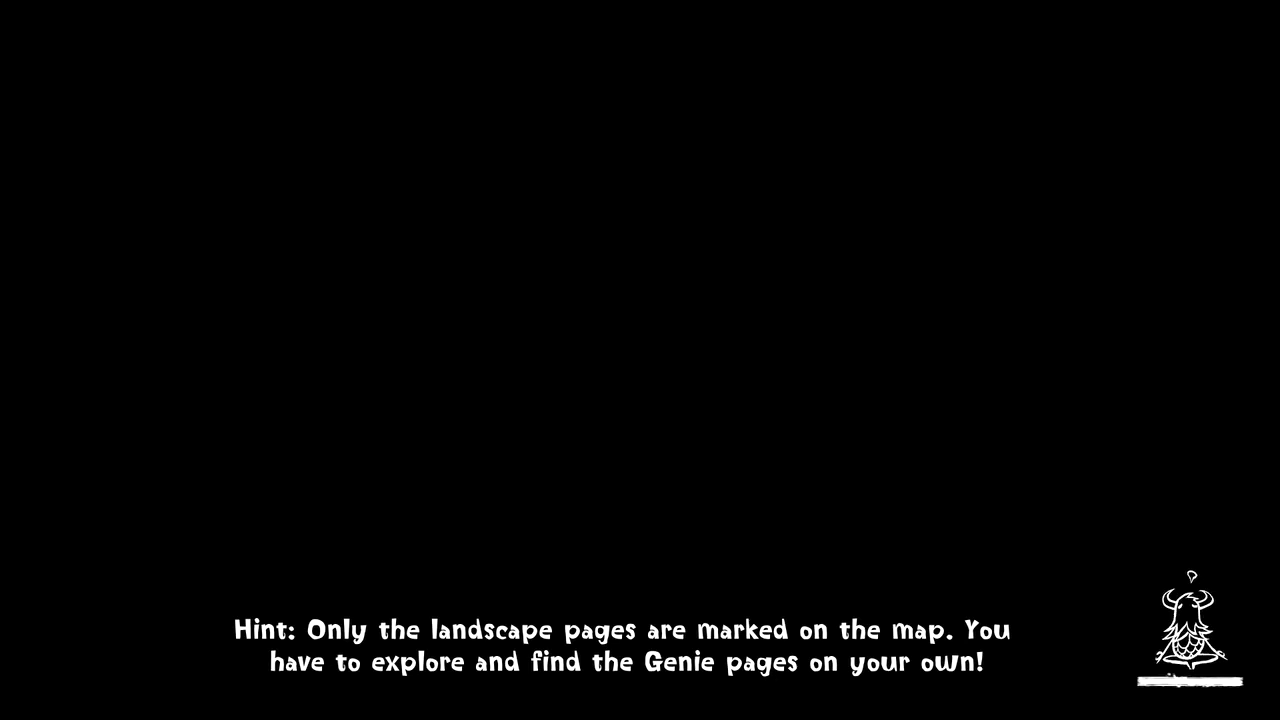 Hint: Only the landscape pages are marked on the map. You
have to explore and find the Genie pages on your own!